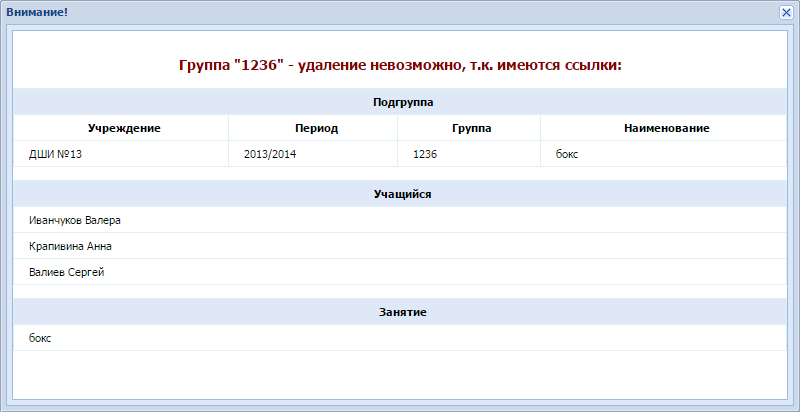 Внимание!
Группа "1236" - удаление невозможно, т.к. имеются ссылки:
Подгруппа
Учреждение Период Группа Наименование
ДШИ №13 2013/2014 1236 бокс
Учащийся
Иванчуков Валера
Крапивина Анна
Валиев Сергей
Занятие
бокс